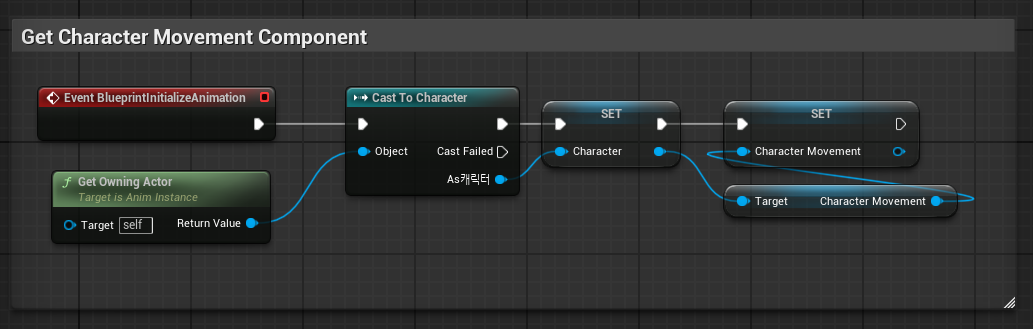 Get Character Movement Component
Event BlueprintInitializeAnimation
Cast To Character
SET
SET
Object
Cast Failed
Character
Character Movement
As캐릭터
f Get Owning Actor
Target is Anim Instance
Target self
Return Value
Target
Character Movement